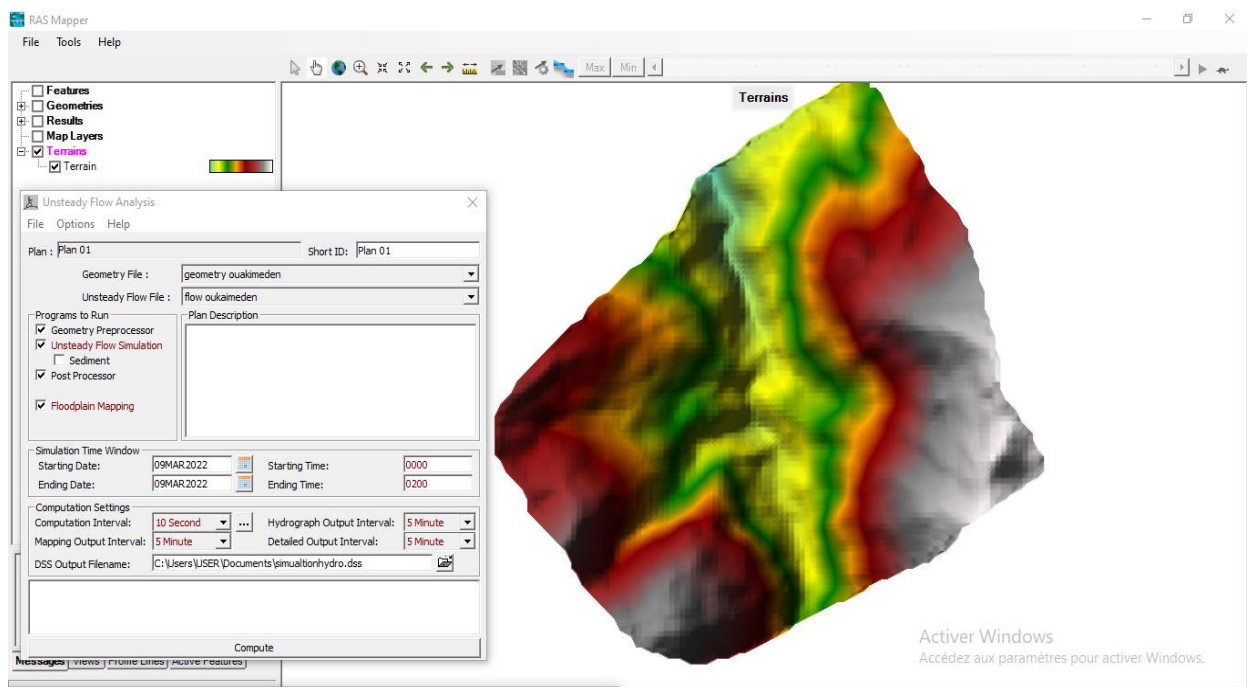 RAS Mapper
File Tools Help
Max Min
Features
Geometries
Results
Map Layers
Terrains
Terrain
Terrains
Unsteady Flow Analysis
File Options Help
Plan : Plan 01 Short ID: Plan 01
Geometry File : geometry ouakimeden
Unsteady Flow File : flow oukaimeden
Programs to Run
Geometry Preprocessor
Unsteady Flow Simulation
Sediment
Post Processor
Floodplain Mapping
Plan Description
Simulation Time Window
Starting Date: 09MAR2022 Starting Time: 0000
Ending Date: 09MAR2022 Ending Time: 0200
Computation Settings
Computation Interval: 10 Second ... Hydrograph Output Interval: 5 Minute
Mapping Output Interval: 5 Minute Detailed Output Interval: 5 Minute
DSS Output Filename: C:\Users\USER\Documents\simualtionhydro.dss
Compute
Messages Views Profile Lines Active Features
Activer Windows
Accédez aux paramètres pour activer Windows.